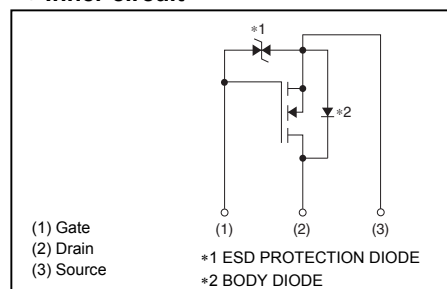 Inner circuit
*1
*2
(1) Gate
(2) Drain
(3) Source
(1) (2) (3)
*1 ESD PROTECTION DIODE
*2 BODY DIODE